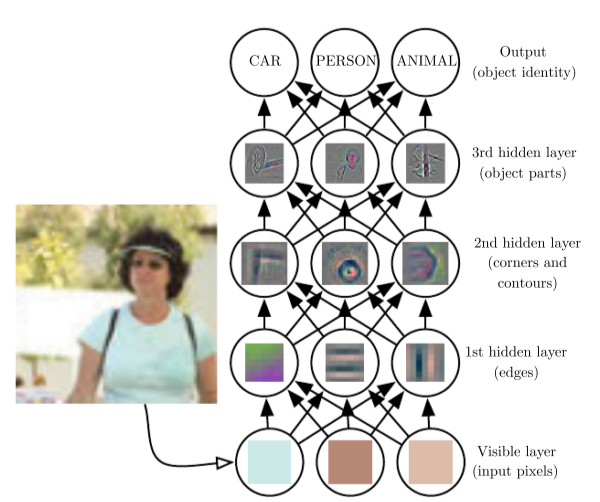 CAR
PERSON
ANIMAL
Output
(object identity)
3rd hidden layer
(object parts)
2nd hidden layer
(corners and
contours)
1st hidden layer
(edges)
Visible layer
(input pixels)